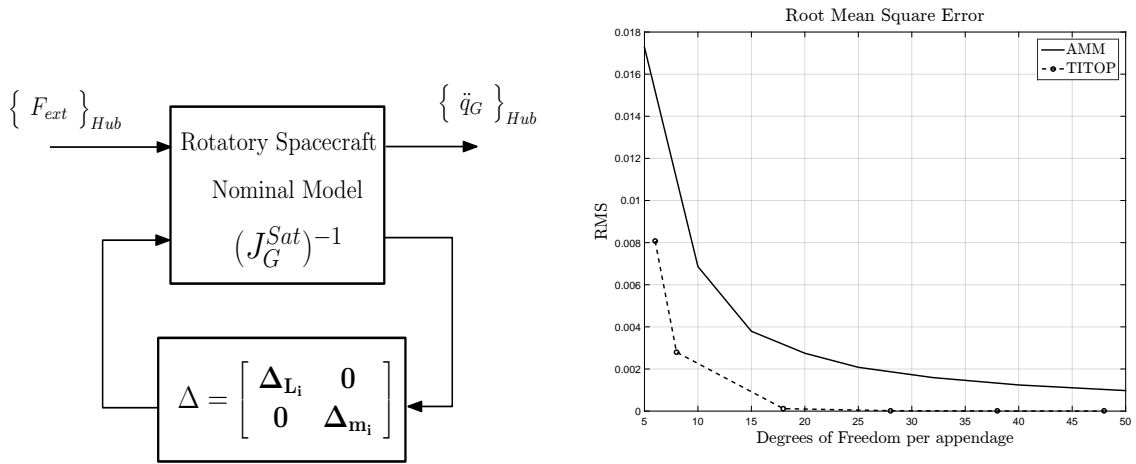 { F_ext }_Hub
{ q̈_G }_Hub
Rotatory Spacecraft
Nominal Model
(J_G^Sat)^−1
Δ = [ Δ_L_i 0
0 Δ_m_i ]
Root Mean Square Error
AMM
TITOP
RMS
0.018
0.016
0.014
0.012
0.01
0.008
0.006
0.004
0.002
0
5 10 15 20 25 30 35 40 45 50
Degrees of Freedom per appendage